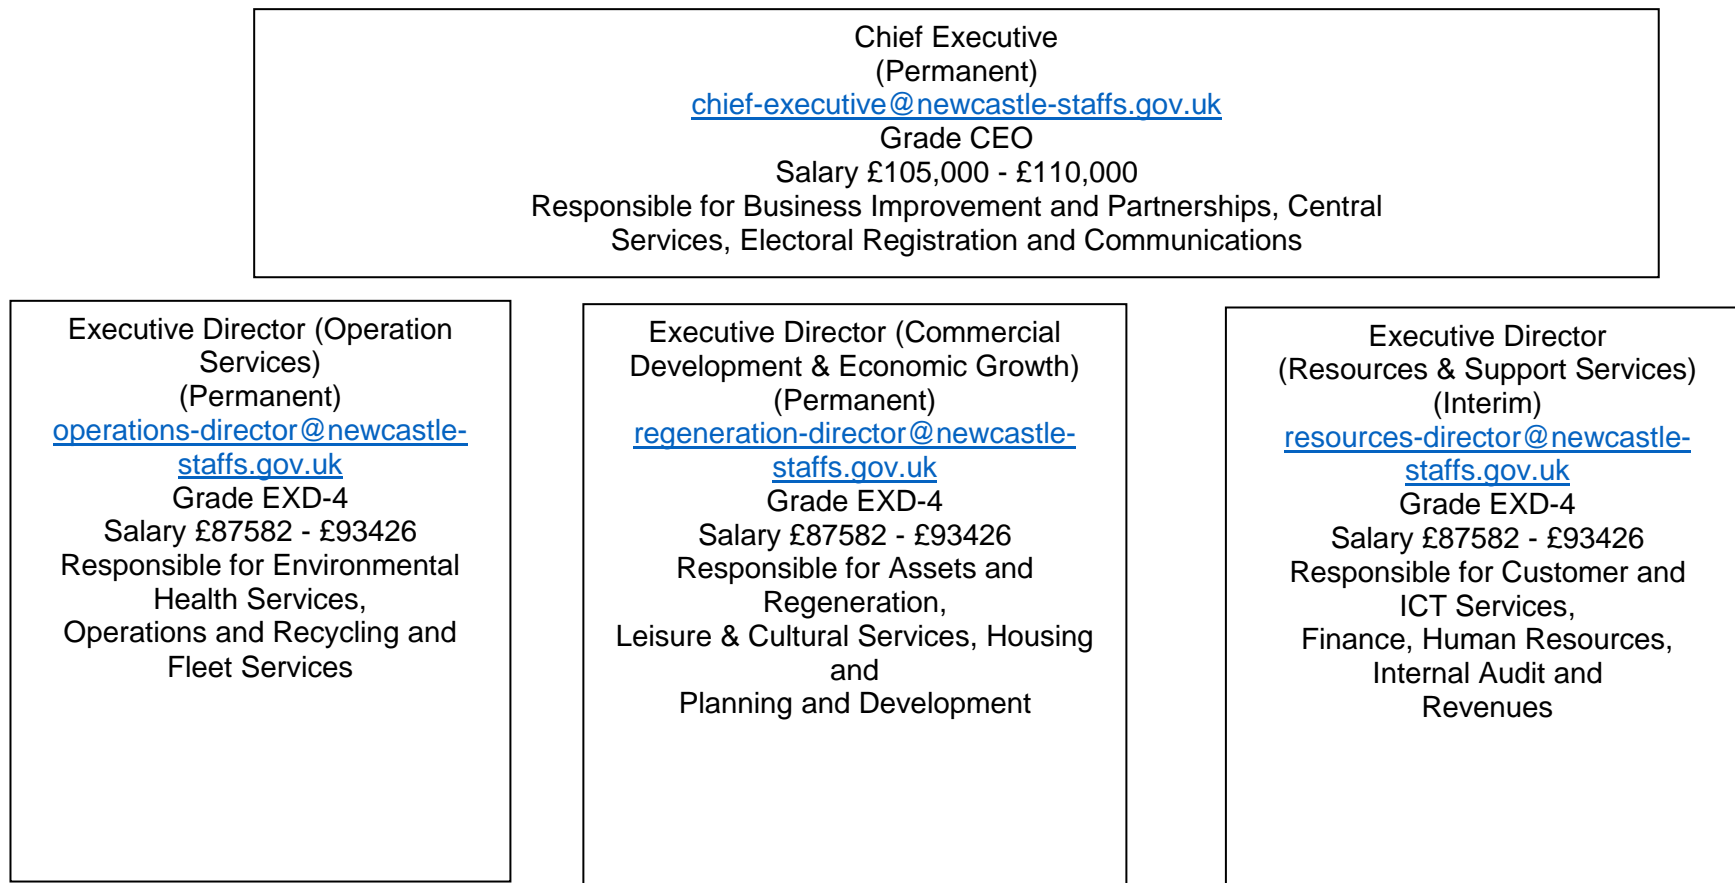 Chief Executive
(Permanent)
chief-executive@newcastle-staffs.gov.uk
Grade CEO
Salary £105,000 - £110,000
Responsible for Business Improvement and Partnerships, Central
Services, Electoral Registration and Communications
Executive Director (Operation
Services)
(Permanent)
operations-director@newcastle-
staffs.gov.uk
Grade EXD-4
Salary £87582 - £93426
Responsible for Environmental
Health Services,
Operations and Recycling and
Fleet Services
Executive Director (Commercial
Development & Economic Growth)
(Permanent)
regeneration-director@newcastle-
staffs.gov.uk
Grade EXD-4
Salary £87582 - £93426
Responsible for Assets and
Regeneration,
Leisure & Cultural Services, Housing
and
Planning and Development
Executive Director
(Resources & Support Services)
(Interim)
resources-director@newcastle-
staffs.gov.uk
Grade EXD-4
Salary £87582 - £93426
Responsible for Customer and
ICT Services,
Finance, Human Resources,
Internal Audit and
Revenues